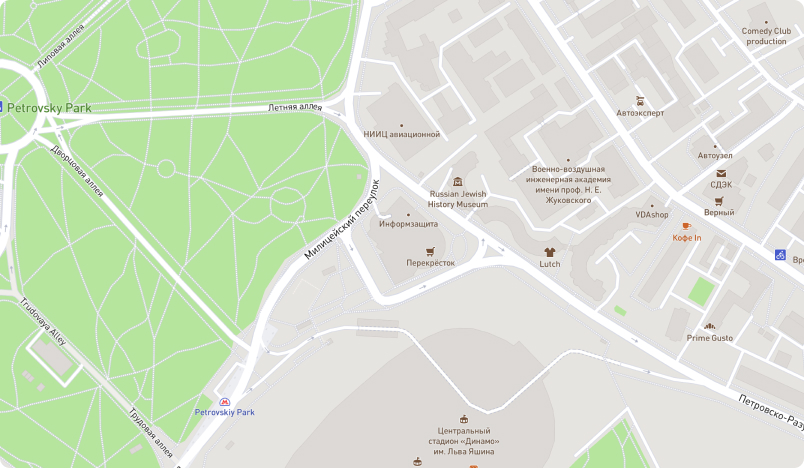 Липовая аллея
Comedy Club
production
Petrovsky Park
Летняя аллея
Автоэксперт
НИИЦ авиационной
Дворцовая аллея
Автоузел
Военно-воздушная
инженерная академия
имени проф. Н. Е.
Жуковского
СДЭК
Russian Jewish
History Museum
Милицейский переулок
VDAshop
Верный
Информзащита
Кофе In
Перекрёсток
Lutch
Вро
Trudovaya Alley
Prime Gusto
Petrovskiy Park
Трудовая аллея
Петровско-Разу
Центральный
стадион «Динамо»
им. Льва Яшина